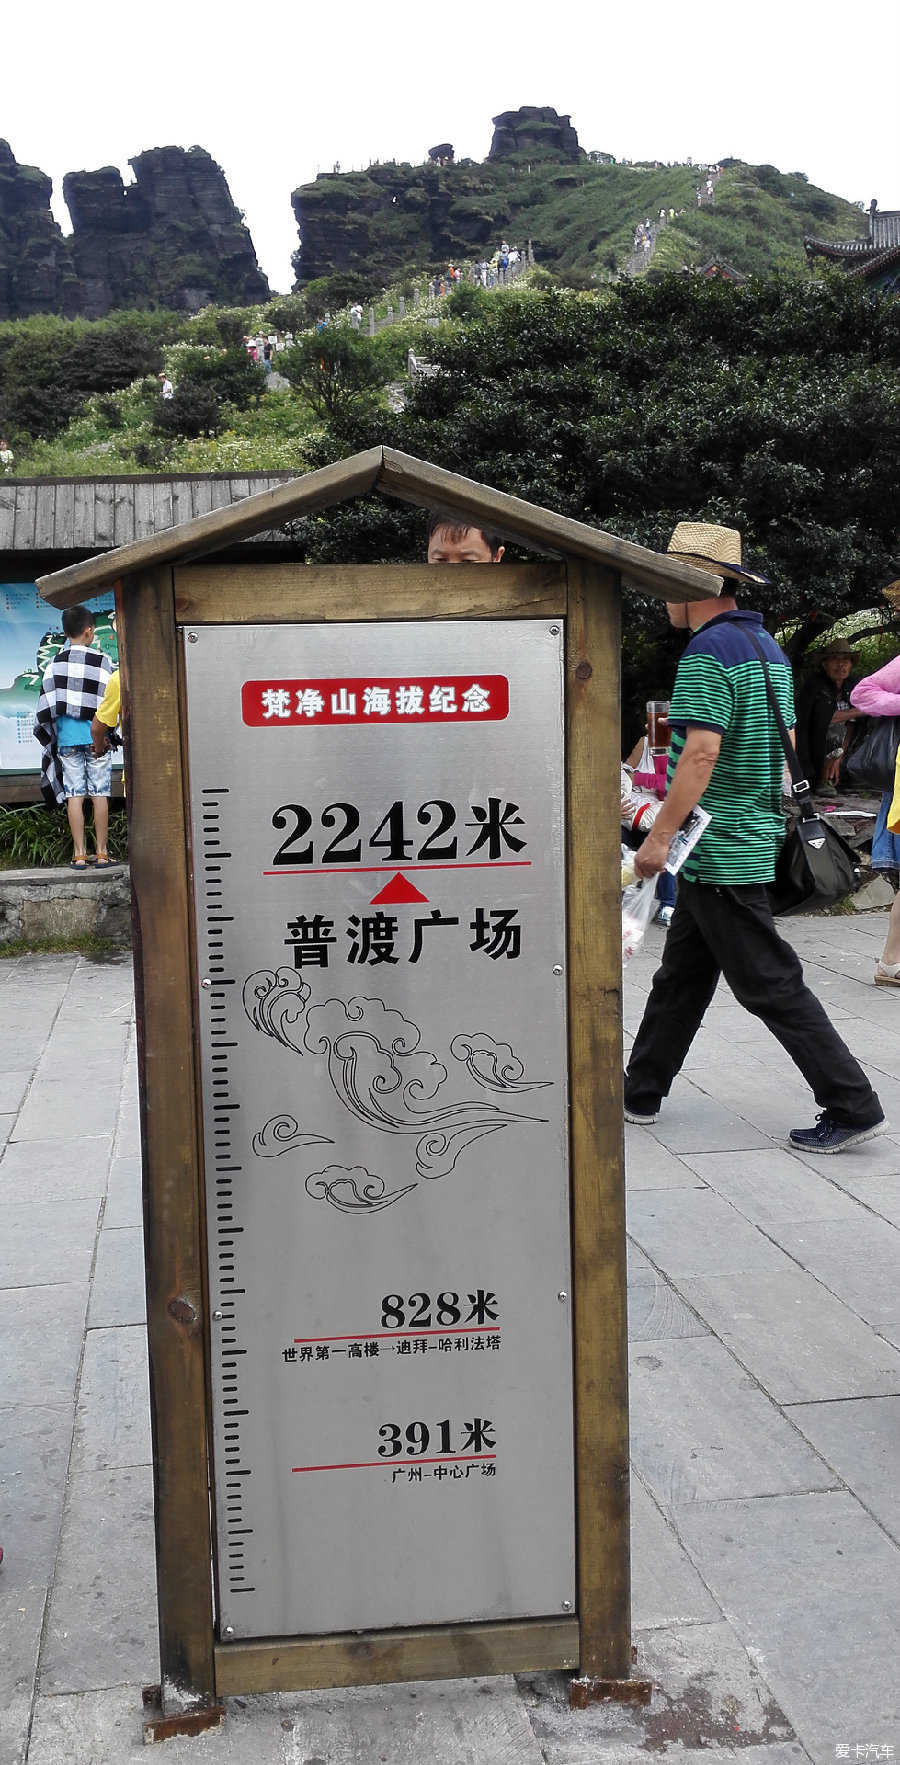 梵净山海拔纪念
2242米
普渡广场
828米
世界第一高楼—迪拜-哈利法塔
391米
广州-中心广场
爱卡汽车